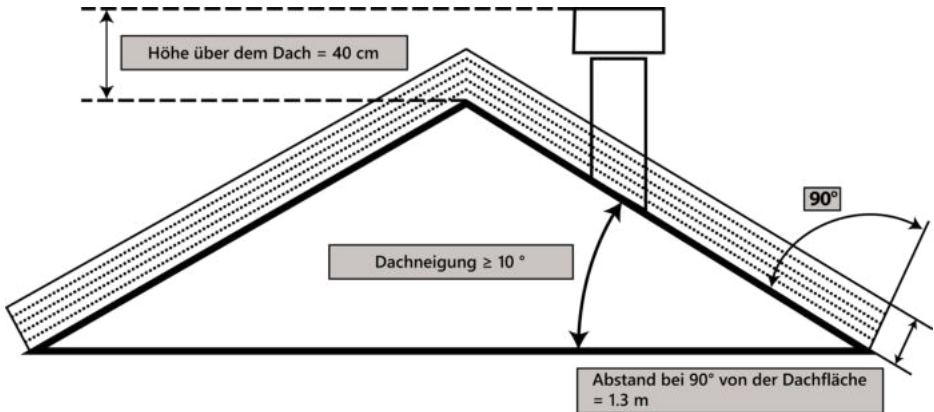 Höhe über dem Dach = 40 cm
90°
Dachneigung ≥ 10 °
Abstand bei 90° von der Dachfläche
= 1.3 m